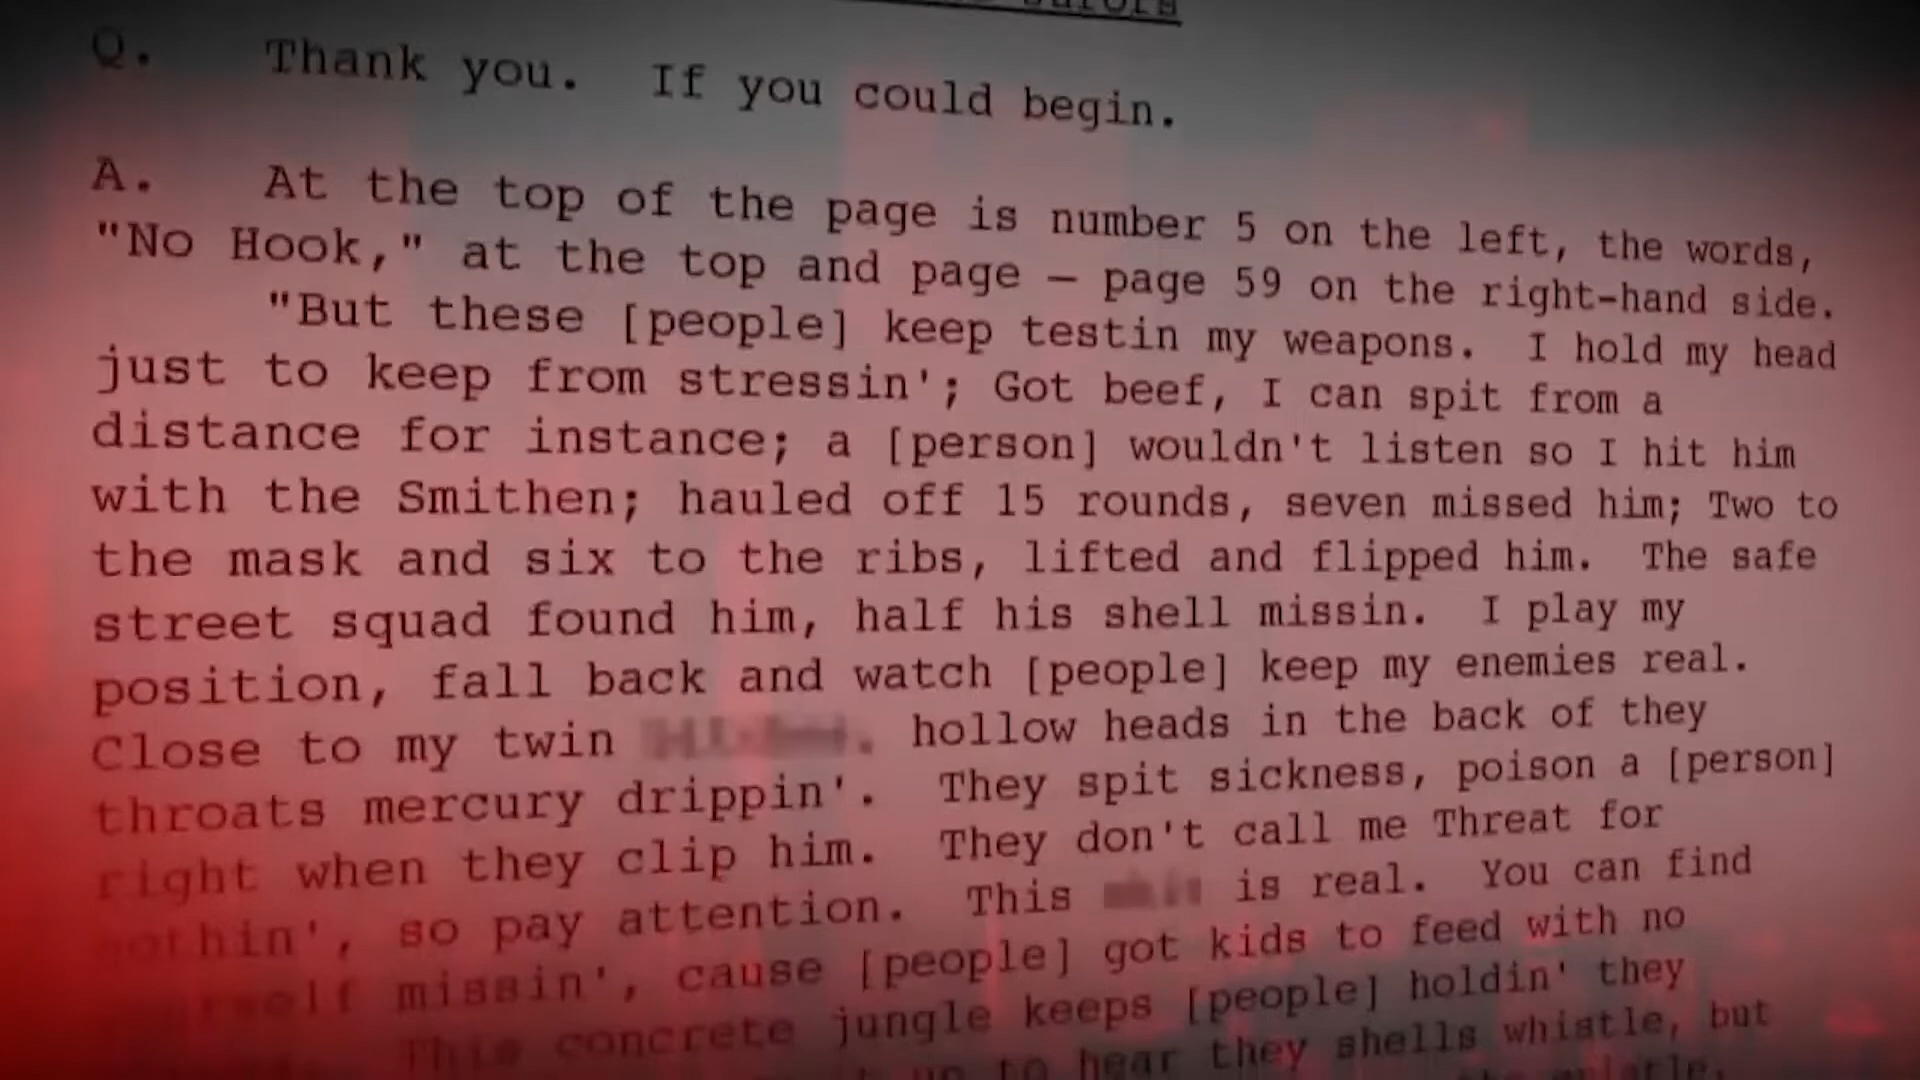 Q. Thank you. If you could begin.
A. At the top of the page is number 5 on the left, the words,
"No Hook," at the top and page – page 59 on the right-hand side.
"But these [people] keep testin my weapons. I hold my head
just to keep from stressin'; Got beef, I can spit from a
distance for instance; a [person] wouldn't listen so I hit him
with the Smithen; hauled off 15 rounds, seven missed him; Two to
the mask and six to the ribs, lifted and flipped him. The safe
street squad found him, half his shell missin. I play my
position, fall back and watch [people] keep my enemies real.
Close to my twin . hollow heads in the back of they
throats mercury drippin'. They spit sickness, poison a [person]
right when they clip him. They don't call me Threat for
nothin', so pay attention. This is real. You can find
missin', cause [people] got kids to feed with no
This concrete jungle keeps [people] holdin' they
up to hear they shells whistle, but